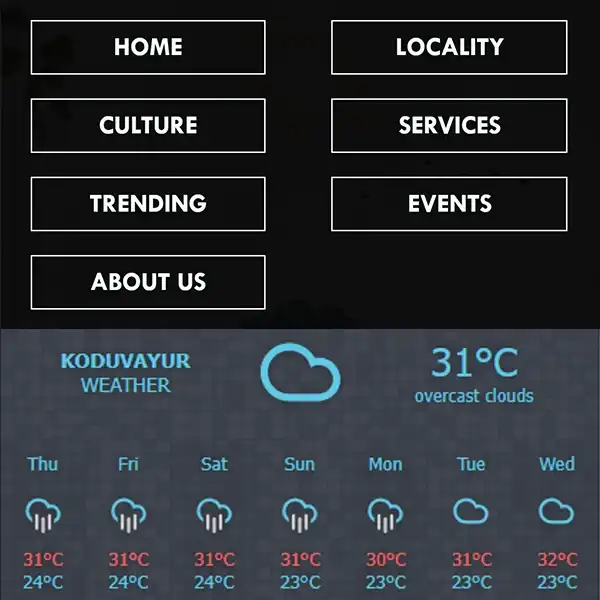 HOME
LOCALITY
CULTURE
SERVICES
TRENDING
EVENTS
ABOUT US
KODUVAYUR
WEATHER
31°C
overcast clouds
Thu Fri Sat Sun Mon Tue Wed
31°C 31°C 31°C 31°C 30°C 31°C 32°C
24°C 24°C 24°C 23°C 23°C 23°C 23°C